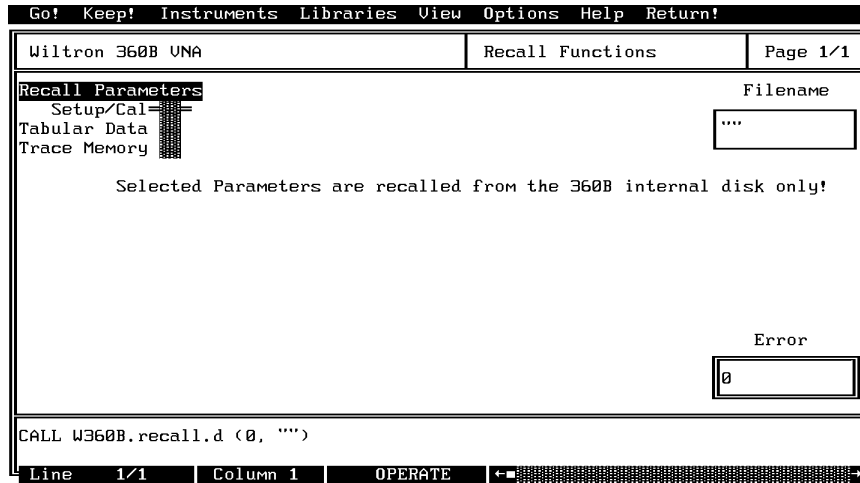 Go! Keep! Instruments Libraries View Options Help Return!
Wiltron 360B VNA
Recall Functions
Page 1/1
Recall Parameters
Setup/Cal
Tabular Data
Trace Memory
Filename
""
Selected Parameters are recalled from the 360B internal disk only!
Error
0
CALL W360B.recall.d (0, "")
Line 1/1 Column 1 OPERATE